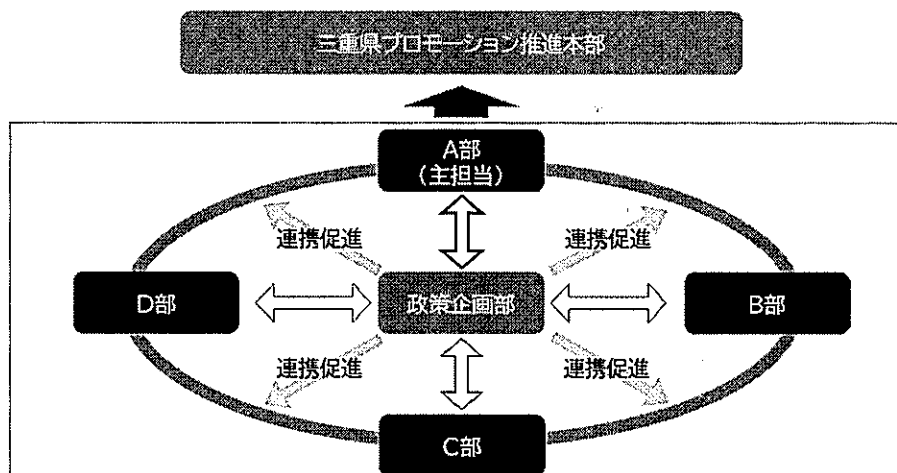 三重県プロモーション推進本部
A部
(主担当)
連携促進
連携促進
D部
政策企画部
B部
連携促進
連携促進
C部